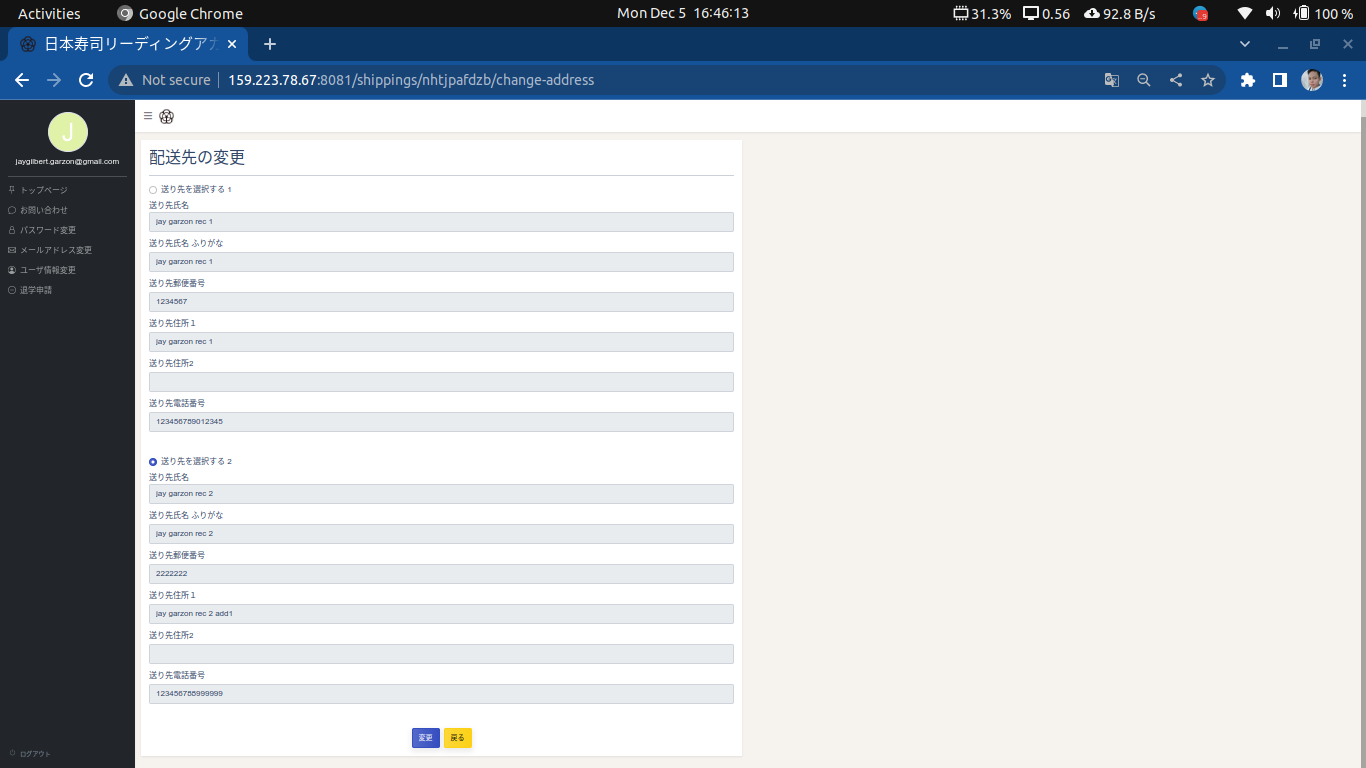 Activities
Google Chrome
Mon Dec 5 16:46:13
31.3%
0.56
92.8 B/s
100 %
日本寿司リーディングアカ
Not secure
159.223.78.67:8081/shippings/nhtjpafdzb/change-address
J
jaygilbert.garzon@gmail.com
トップページ
お問い合わせ
パスワード変更
メールアドレス変更
ユーザ情報変更
退学申請
ログアウト
配送先の変更
送り先を選択する 1
送り先氏名
jay garzon rec 1
送り先氏名 ふりがな
jay garzon rec 1
送り先郵便番号
1234567
送り先住所１
jay garzon rec 1
送り先住所2
送り先電話番号
123456789012345
送り先を選択する 2
送り先氏名
jay garzon rec 2
送り先氏名 ふりがな
jay garzon rec 2
送り先郵便番号
2222222
送り先住所１
jay garzon rec 2 add1
送り先住所2
送り先電話番号
123456788999999
変更
戻る